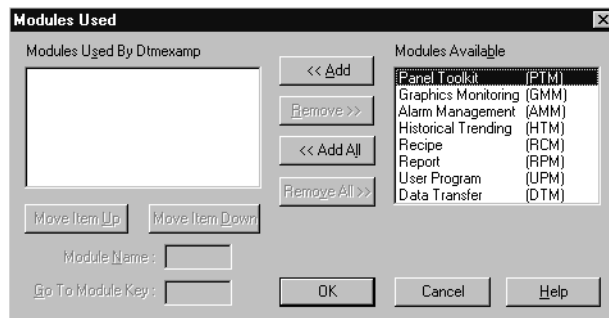 Modules Used
Modules Used By Dtmexamp
<< Add
Remove >>
<< Add All
Remove All >>
Modules Available
Panel Toolkit (PTM)
Graphics Monitoring (GMM)
Alarm Management (AMM)
Historical Trending (HTM)
Recipe (RCM)
Report (RPM)
User Program (UPM)
Data Transfer (DTM)
Move Item Up
Move Item Down
Module Name :
Go To Module Key :
OK
Cancel
Help